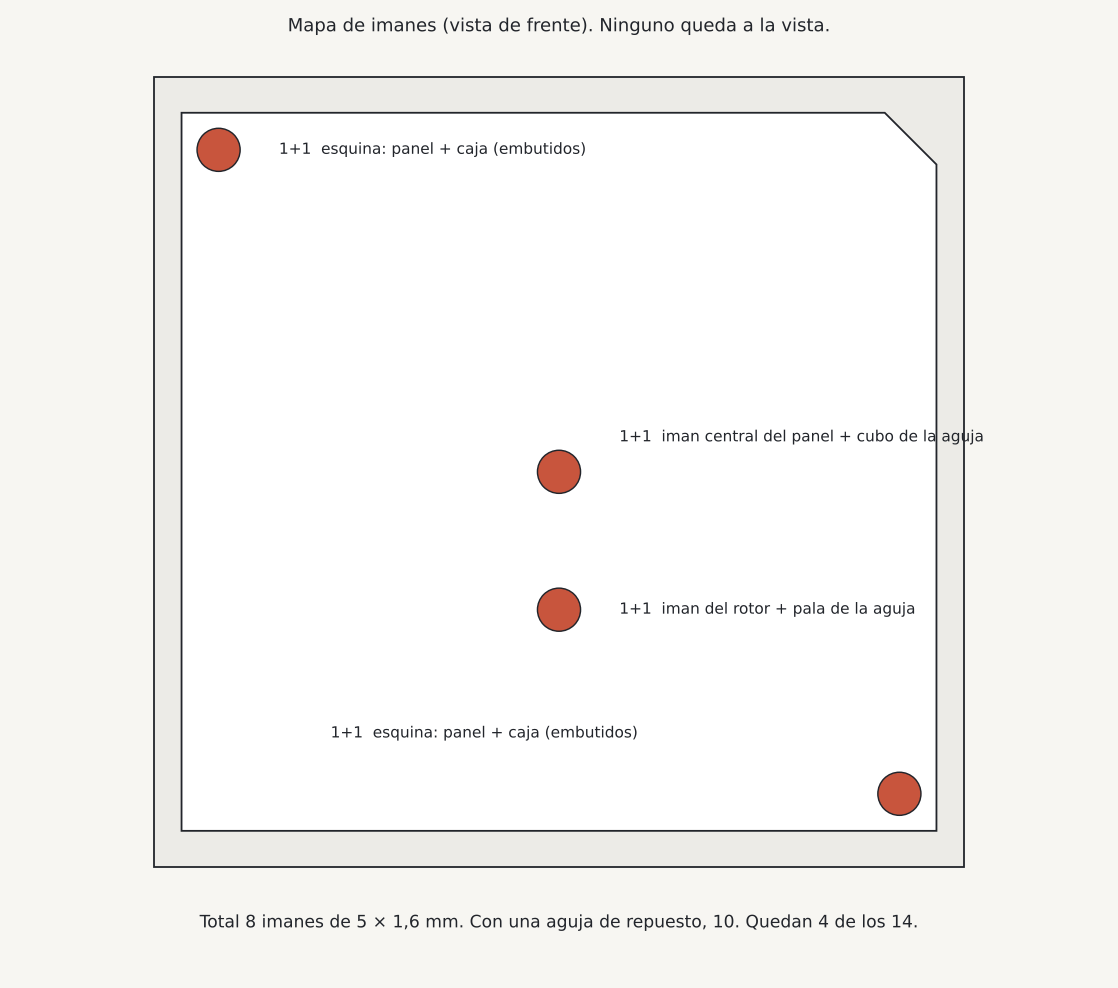 Mapa de imanes (vista de frente). Ninguno queda a la vista.
1+1  esquina: panel + caja (embutidos)
1+1  iman central del panel + cubo de la aguja
1+1  iman del rotor + pala de la aguja
1+1  esquina: panel + caja (embutidos)
Total 8 imanes de 5 × 1,6 mm. Con una aguja de repuesto, 10. Quedan 4 de los 14.